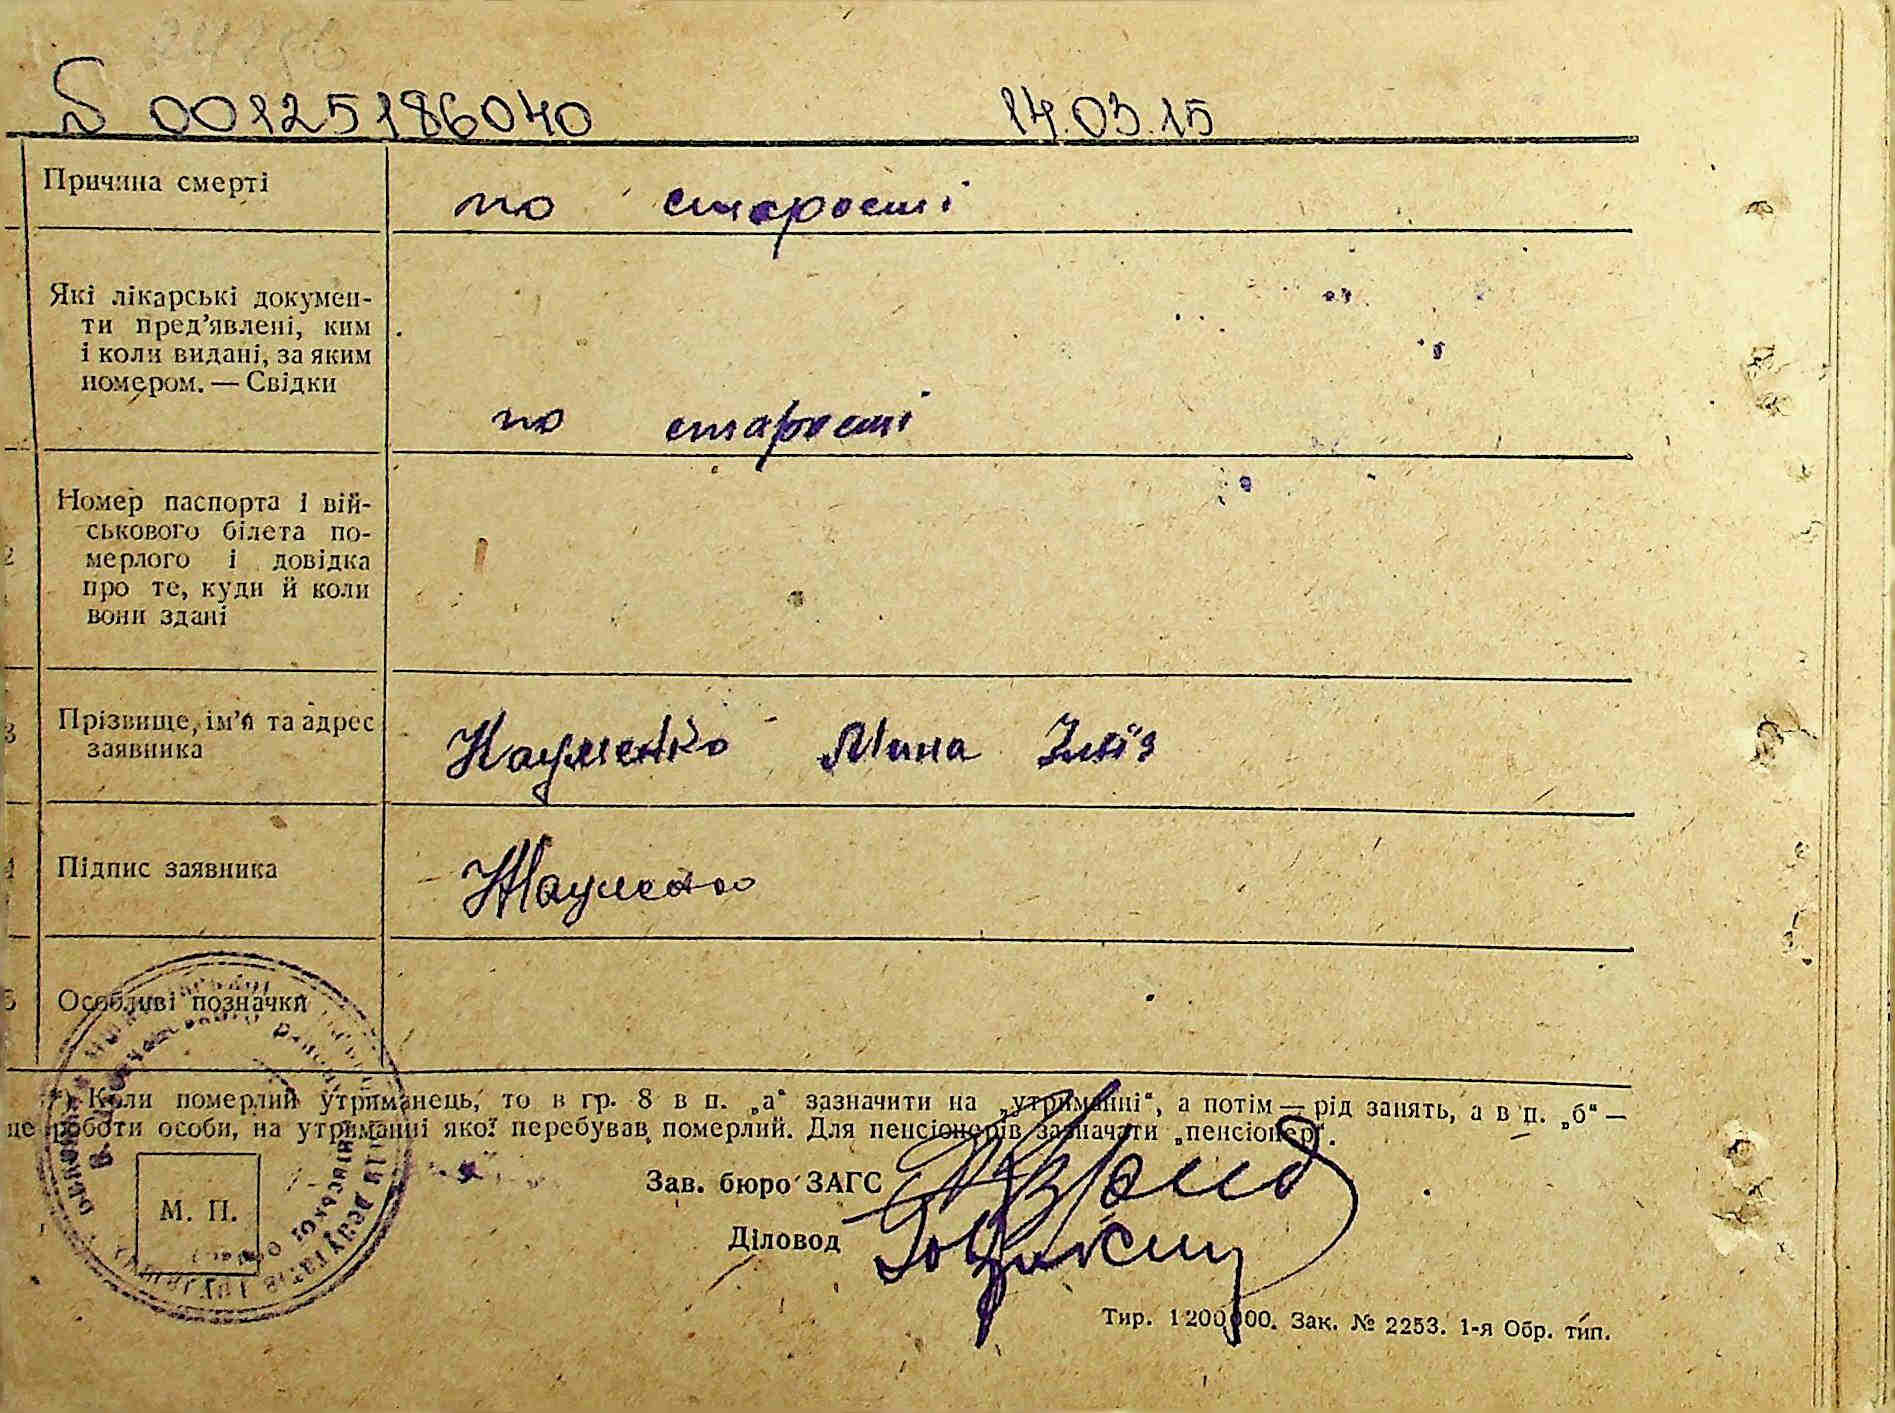 S 00125186040 14.03.15
Причина смерті
по старості
Які лікарські докумен-
ти пред’явлені, ким
і коли видані, за яким
номером. — Свідки
по старості
Номер паспорта і вій-
ськового білета по-
мерлого і довідка
про те, куди й коли
вони здані
2
3
Прізвище, ім’я та адрес
заявника
Науменко Мина
Підпис заявника
Науменко
Особливі позначки
*) Коли померлий утриманець, то в гр. 8 в п. „а“ зазначити на „утриманні“, а потім — рід занять, а в п. „б“ —
це роботи особи, на утриманні якої перебував померлий. Для пенсіонерів зазначати „пенсіонер“.
М. П.
Зав. бюро ЗАГС
Діловод
Тир. 1200000. Зак. № 2253. 1-я Обр. тип.